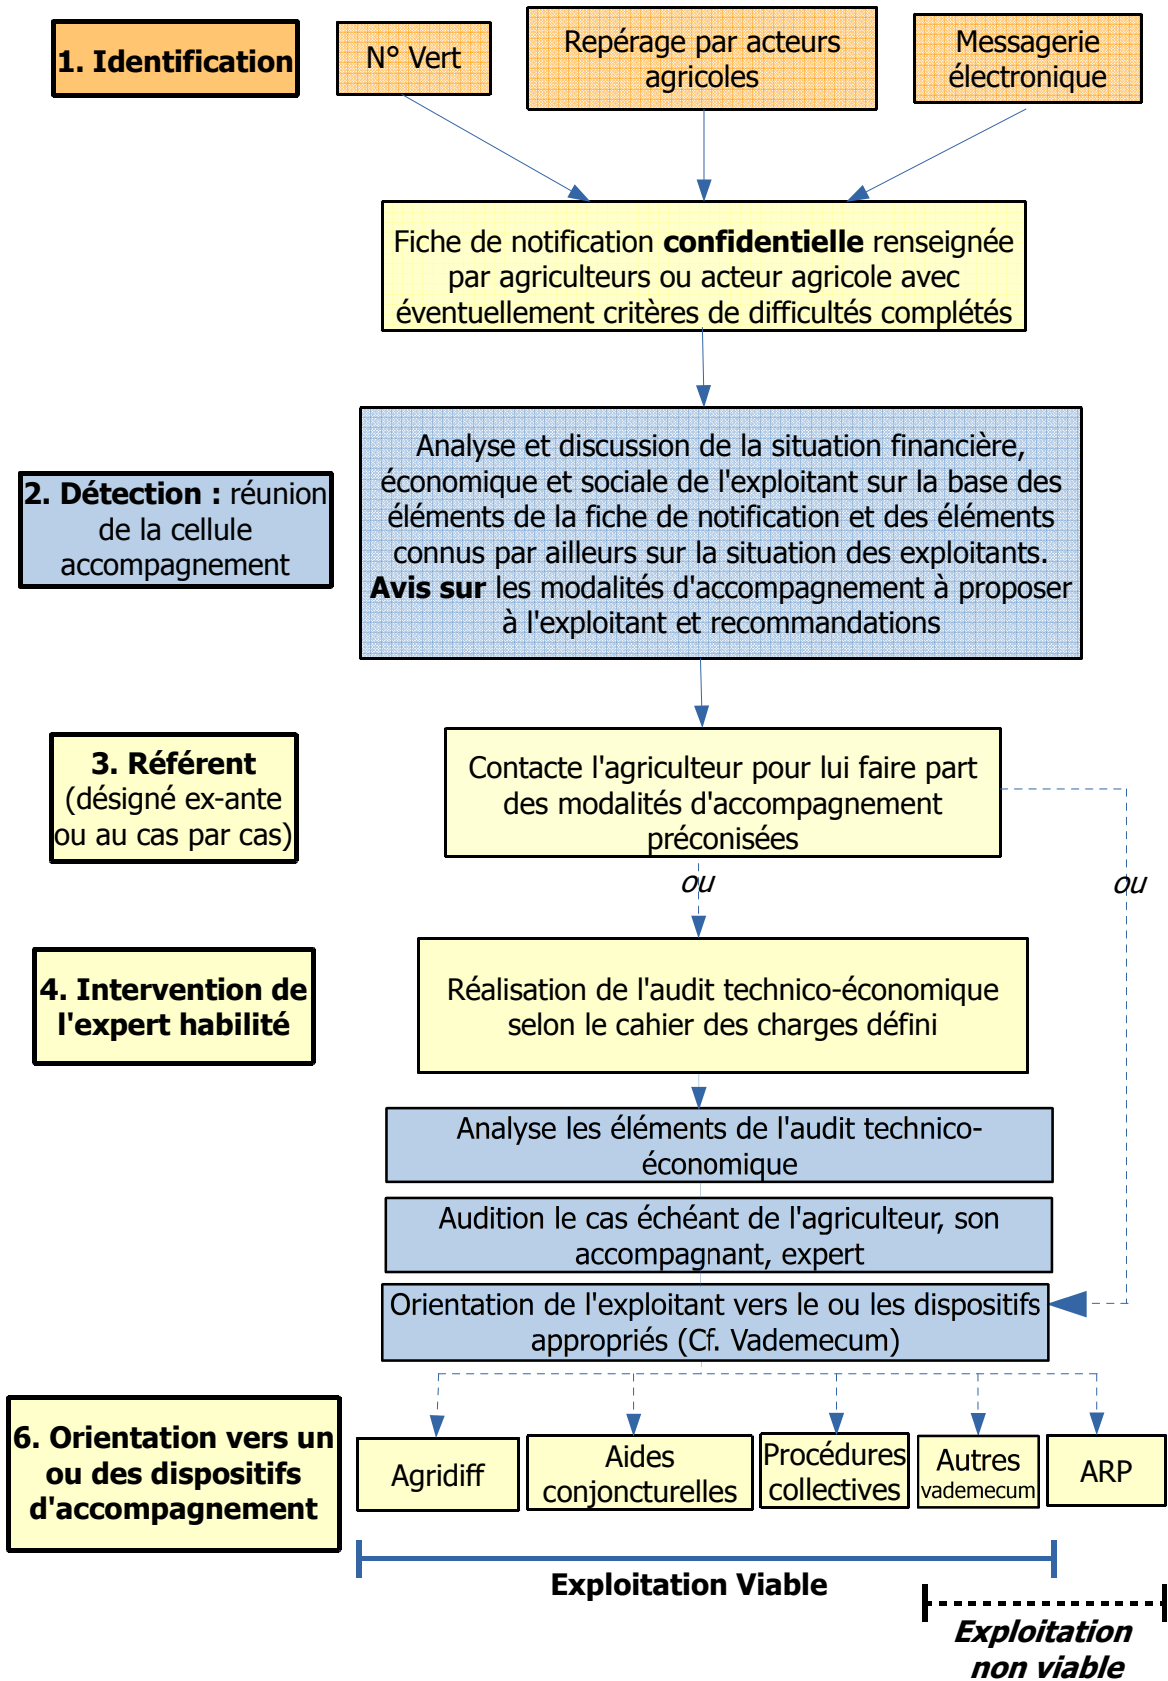 1. Identification
N° Vert
Repérage par acteurs
agricoles
Messagerie
électronique
Fiche de notification confidentielle renseignée
par agriculteurs ou acteur agricole avec
éventuellement critères de difficultés complétés
2. Détection : réunion
de la cellule
accompagnement
Analyse et discussion de la situation financière,
économique et sociale de l'exploitant sur la base des
éléments de la fiche de notification et des éléments
connus par ailleurs sur la situation des exploitants.
Avis sur les modalités d'accompagnement à proposer
à l'exploitant et recommandations
3. Référent
(désigné ex-ante
ou au cas par cas)
Contacte l'agriculteur pour lui faire part
des modalités d'accompagnement
préconisées
ou
ou
4. Intervention de
l'expert habilité
Réalisation de l'audit technico-économique
selon le cahier des charges défini
Analyse les éléments de l'audit technico-
économique
Audition le cas échéant de l'agriculteur, son
accompagnant, expert
Orientation de l'exploitant vers le ou les dispositifs
appropriés (Cf. Vademecum)
6. Orientation vers un
ou des dispositifs
d'accompagnement
Agridiff
Aides
conjoncturelles
Procédures
collectives
Autres
vademecum
ARP
Exploitation Viable
Exploitation
non viable